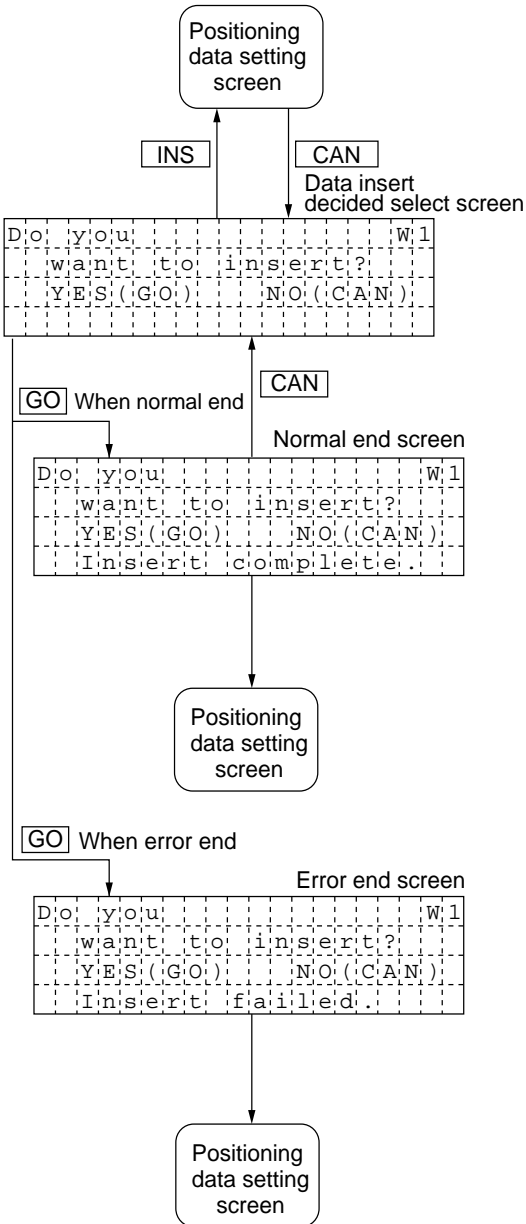 Positioning
data setting
screen
INS
CAN
Data insert
decided select screen
Do you W1
want to insert?
YES(GO) NO(CAN)
CAN
GO When normal end
Normal end screen
Do you W1
want to insert?
YES(GO) NO(CAN)
Insert complete.
Positioning
data setting
screen
GO When error end
Error end screen
Do you W1
want to insert?
YES(GO) NO(CAN)
Insert failed.
Positioning
data setting
screen